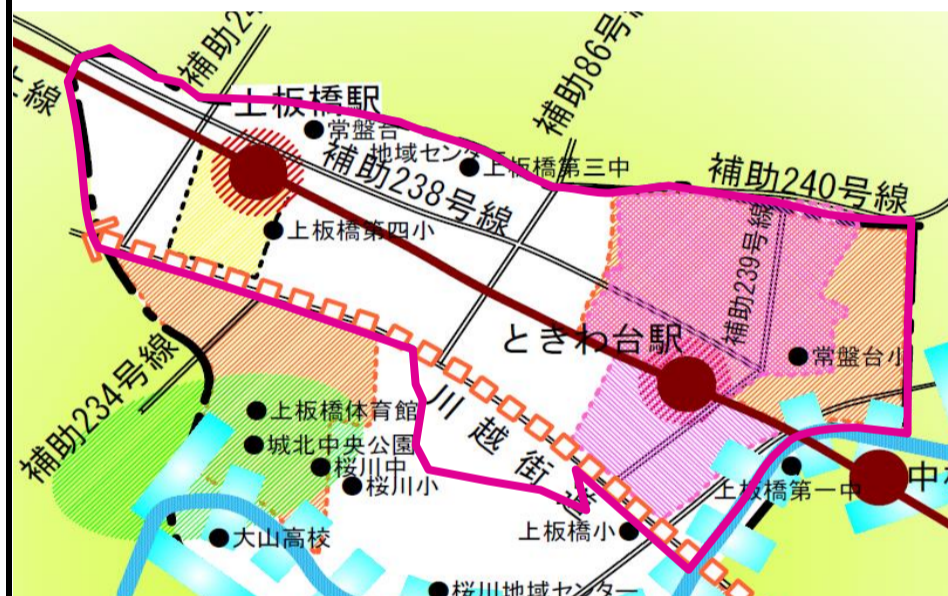 補助24
補助86号線
上線
上板橋駅
常盤台
地域センター
上板橋第三中
補助238号線
補助240号線
上板橋第四小
補助239号線
ときわ台駅
常盤台小
補助234号線
川越街道
上板橋体育館
城北中央公園
桜川中
桜川小
上板橋第一中
中板
上板橋小
大山高校
桜川地域センター